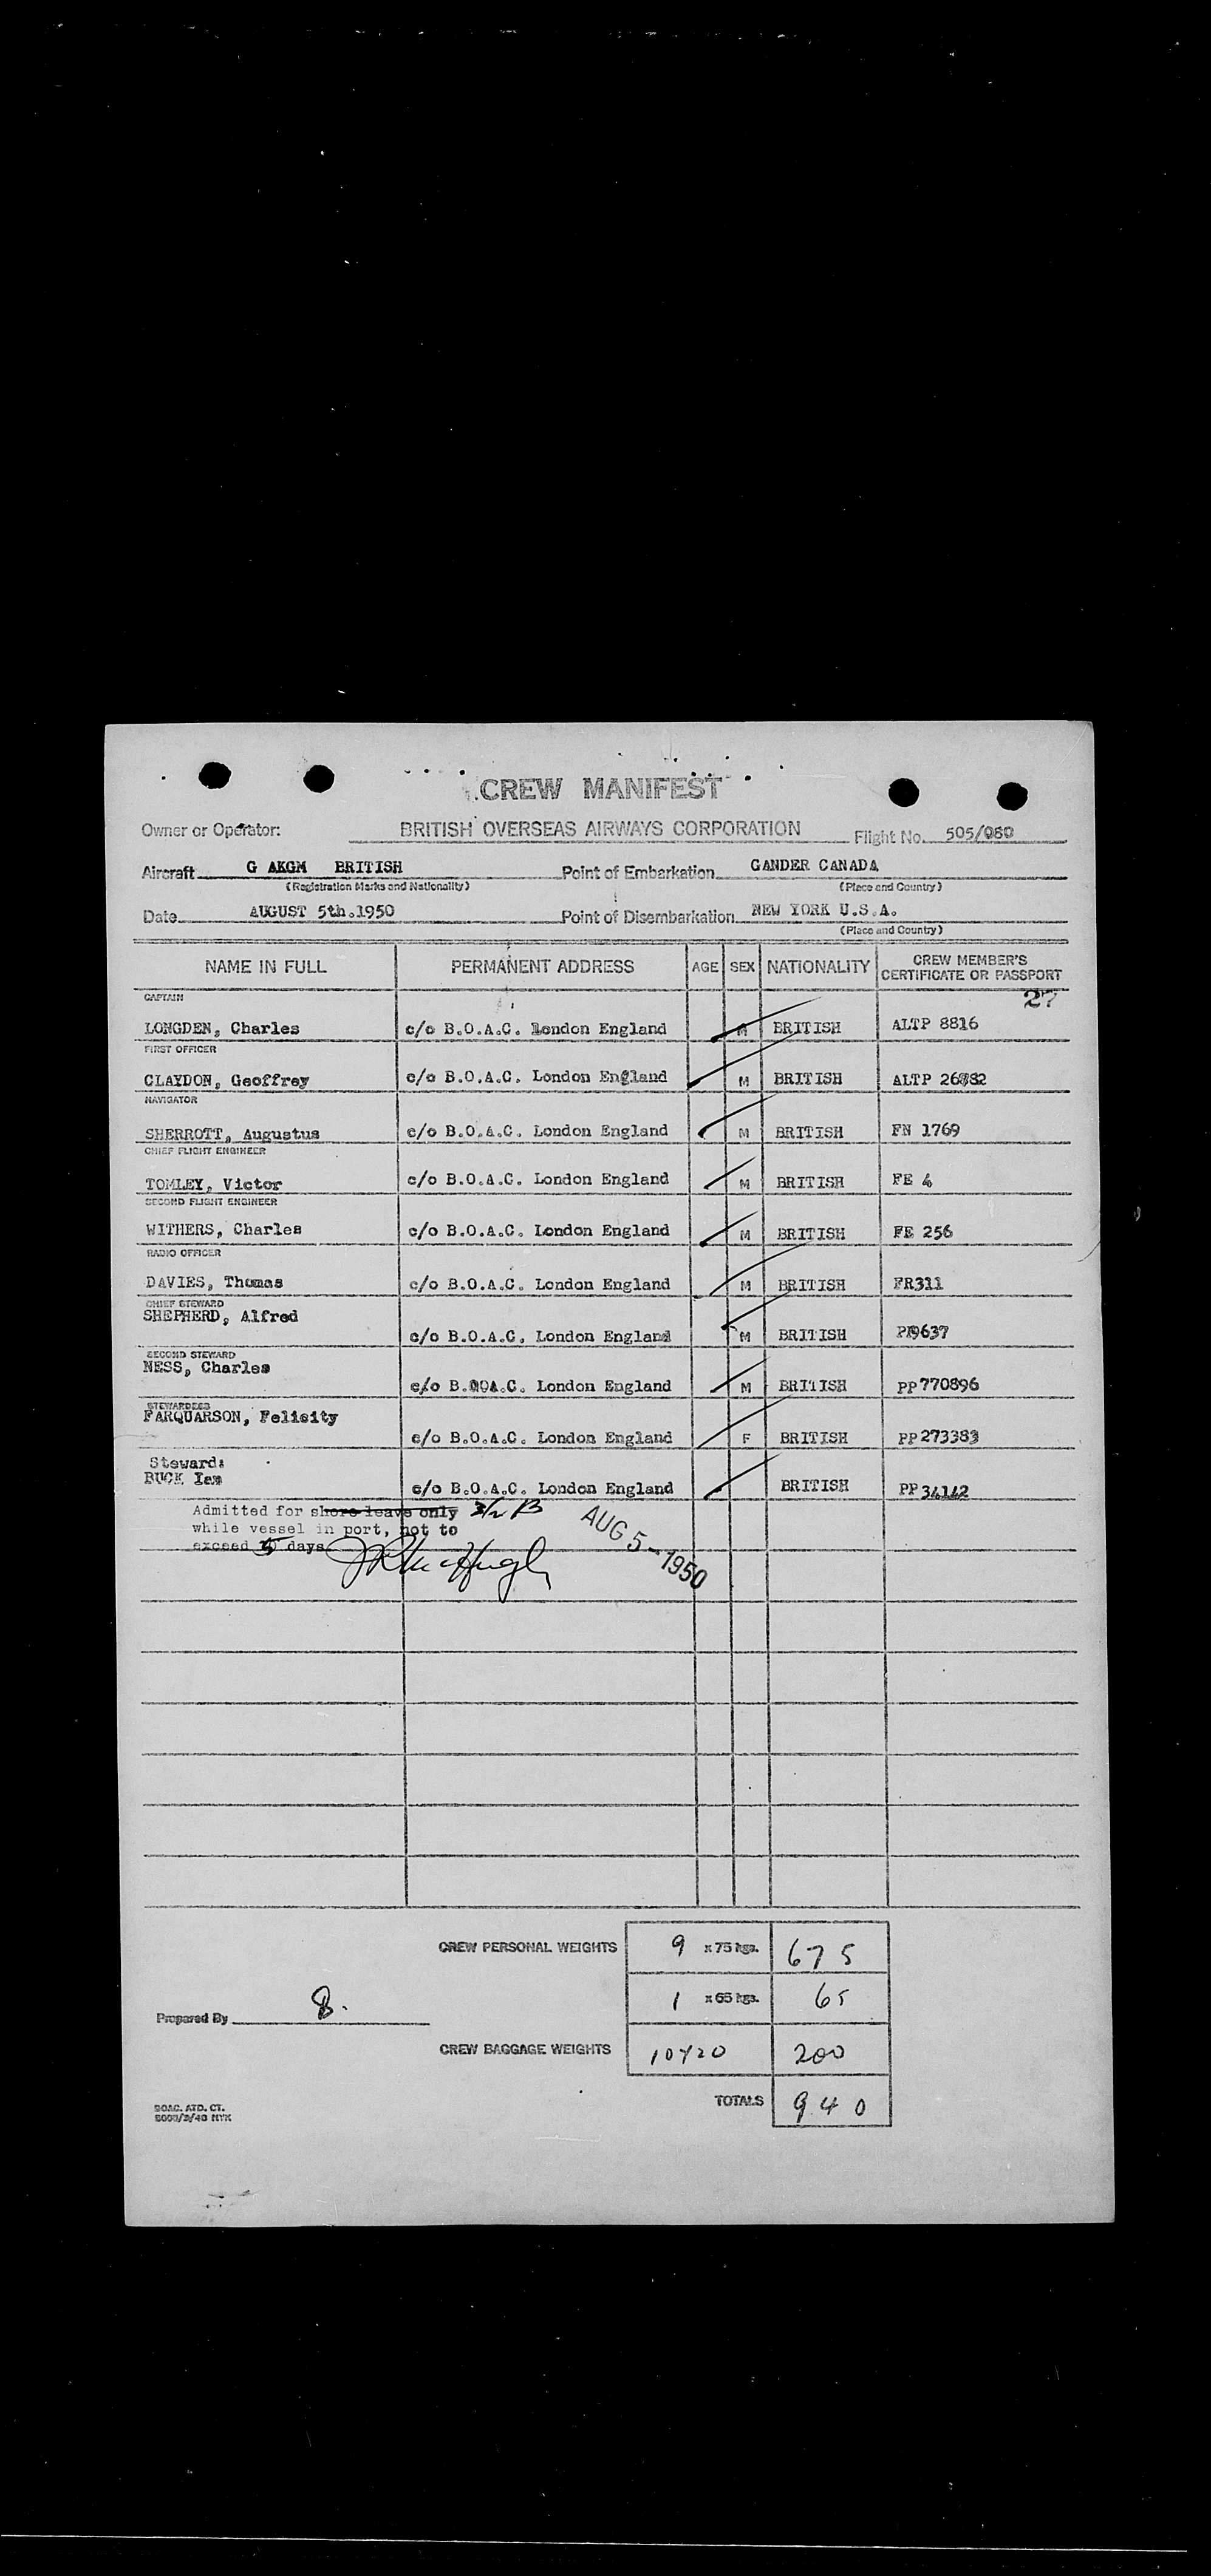 CREW MANIFEST
Owner or Operator: BRITISH OVERSEAS AIRWAYS CORPORATION Flight No. 505/080
Aircraft G AKGM BRITISH Point of Embarkation GANDER CANADA
(Registration Marks and Nationality) (Place and Country)
Date AUGUST 5th.1950 Point of Disembarkation NEW YORK U.S.A.
(Place and Country)
NAME IN FULL PERMANENT ADDRESS AGE SEX NATIONALITY CREW MEMBER'S CERTIFICATE OR PASSPORT
27
CAPTAIN
LONGDEN, Charles c/o B.O.A.C. London England M BRITISH ALTP 8816
FIRST OFFICER
CLAYDON, Geoffrey c/o B.O.A.C. London England M BRITISH ALTP
NAVIGATOR
SHERROTT, Augustus c/o B.O.A.C. London England M BRITISH FN 1769
CHIEF FLIGHT ENGINEER
TOMLEY, Victor c/o B.O.A.C. London England M BRITISH FE 4
SECOND FLIGHT ENGINEER
WITHERS, Charles c/o B.O.A.C. London England M BRITISH FE 256
RADIO OFFICER
DAVIES, Thomas c/o B.O.A.C. London England M BRITISH FR311
CHIEF STEWARD
SHEPHERD, Alfred
c/o B.O.A.C. London England M BRITISH
SECOND STEWARD
NESS, Charles
c/o B.O.A.C. London England M BRITISH PP 770896
STEWARDESS
FARQUARSON, Felicity
c/o B.O.A.C. London England F BRITISH PP 273383
Steward:
BUCK Ian
c/o B.O.A.C. London England BRITISH PP 34142
Admitted for shore leave only
while vessel in port, not to
exceed 5 days
AUG 5-1950
CREW PERSONAL WEIGHTS 9 x 75 kgs. 675
1 x 65 kgs. 65
Prepared By
CREW BAGGAGE WEIGHTS 10x20 200
TOTALS 940
BOAC. ATD. CT.